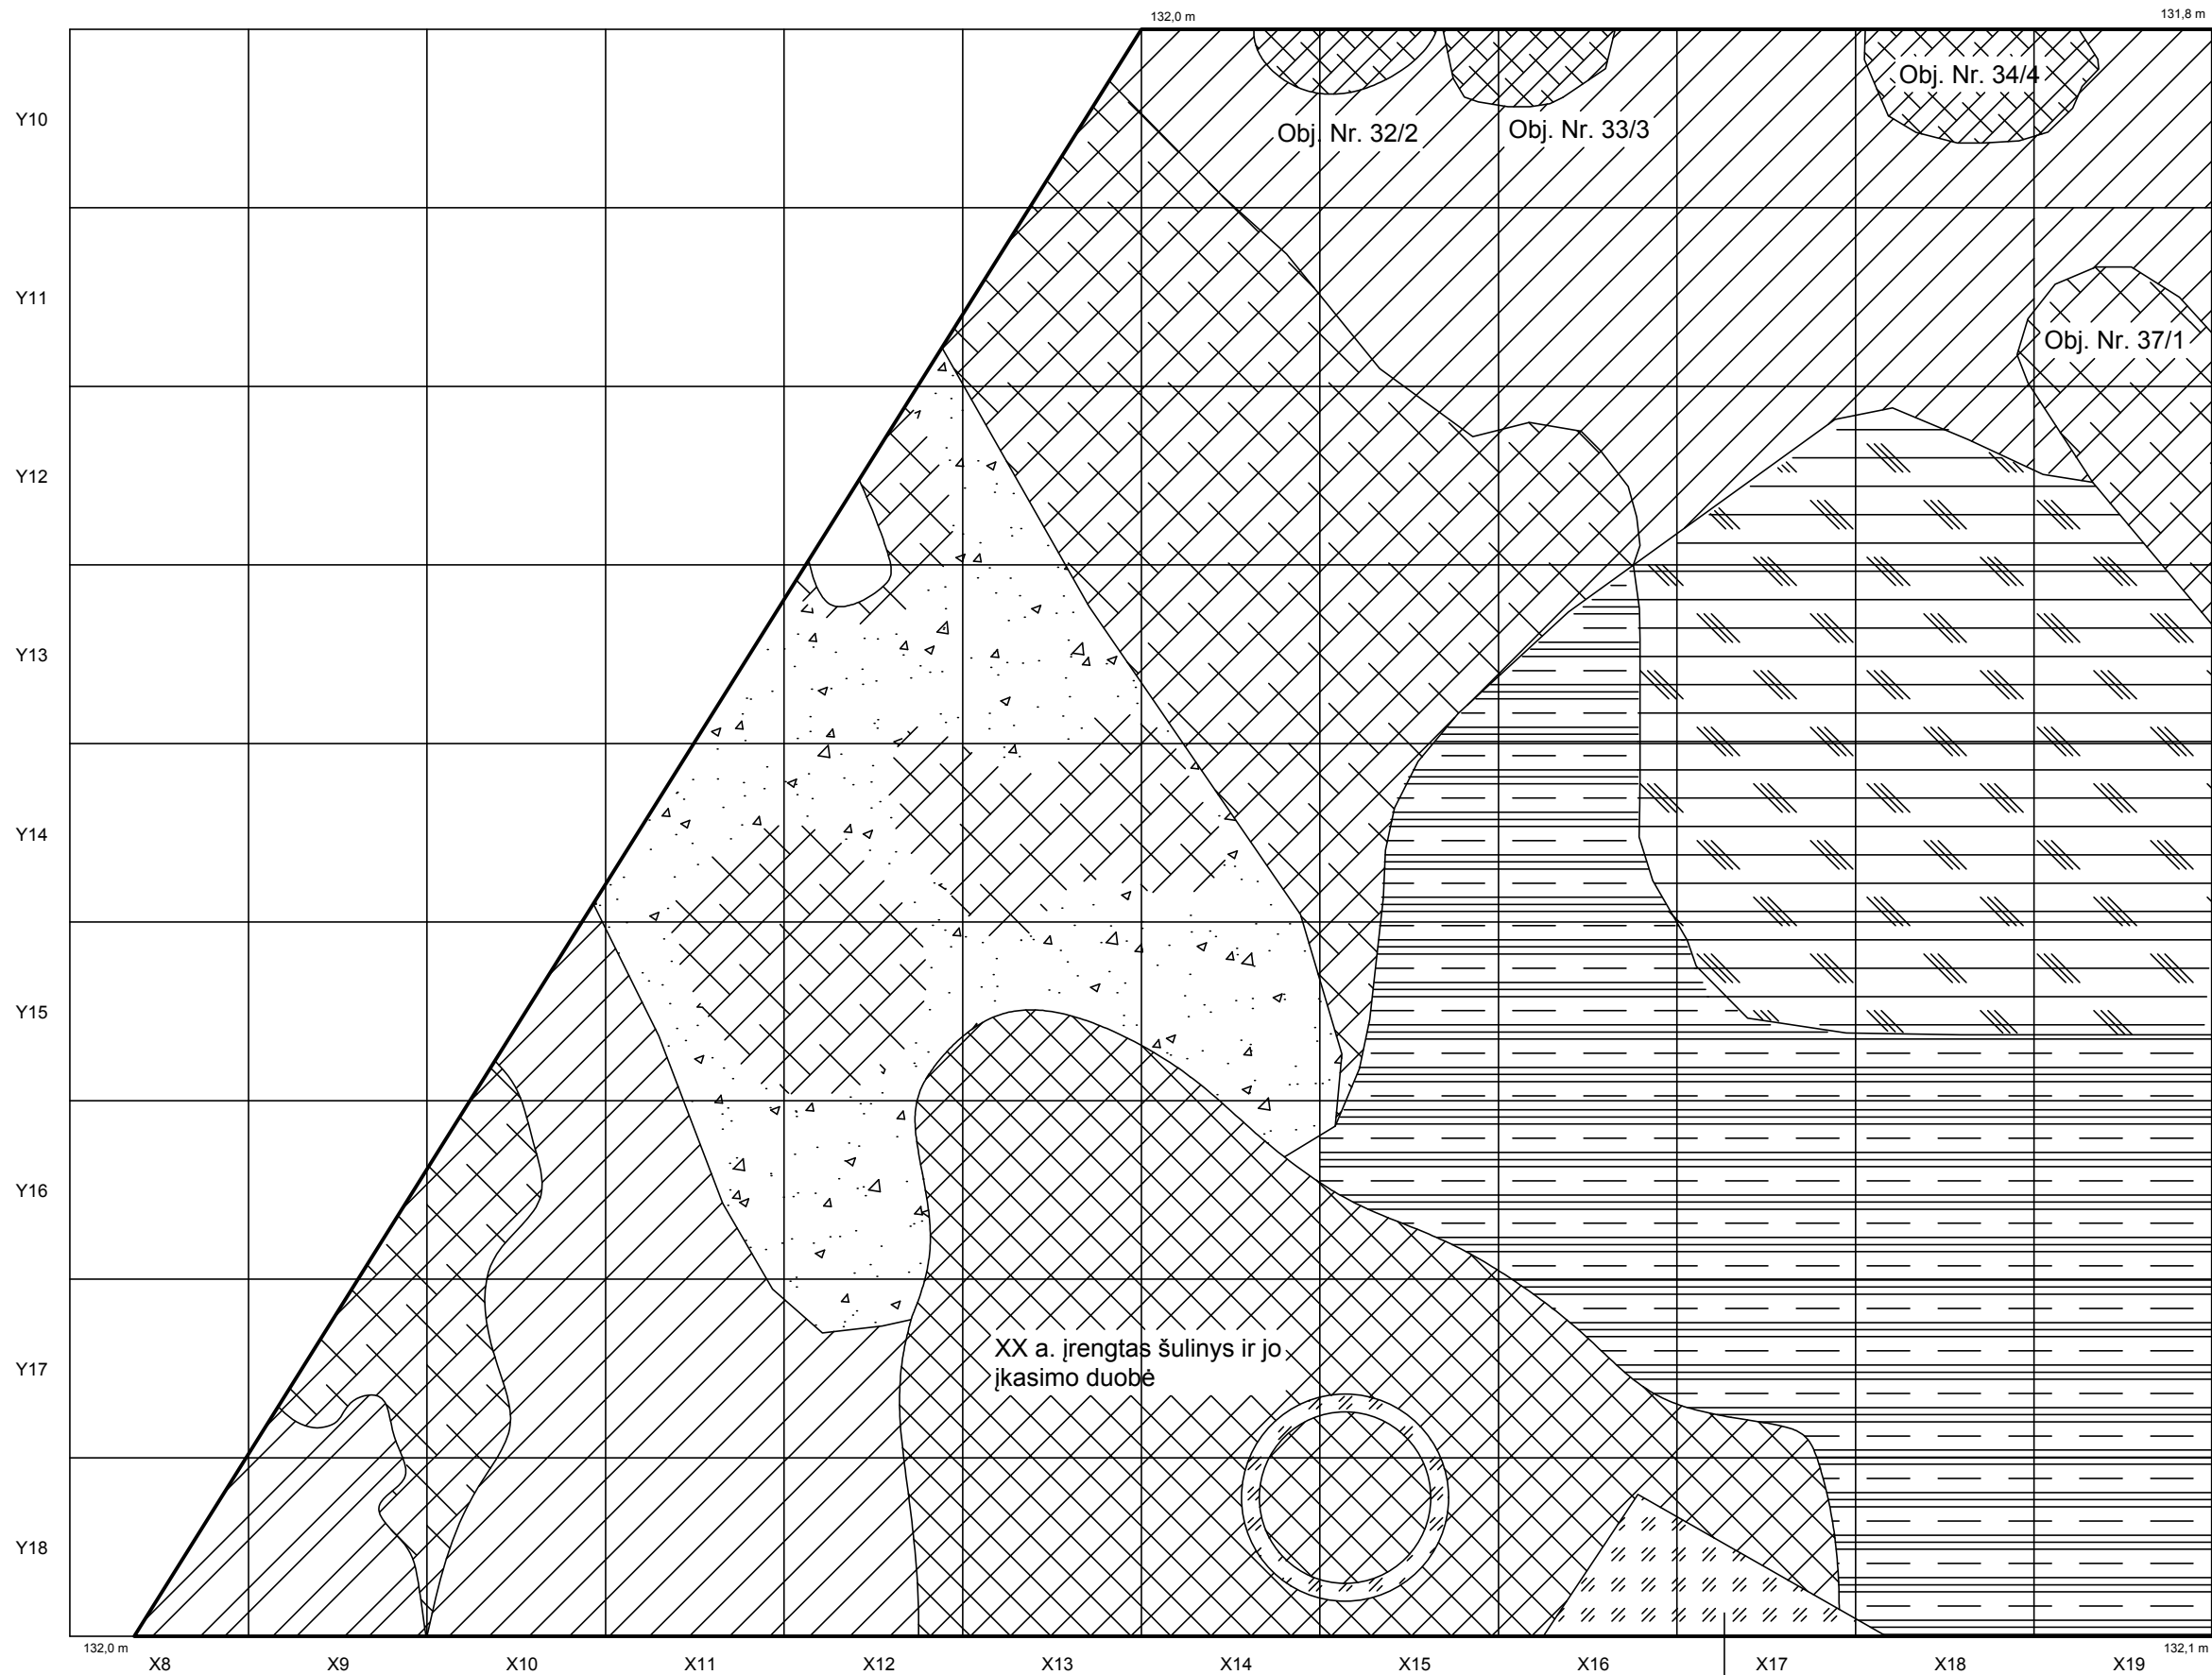 132,0 m
131,8 m
Obj. Nr. 34/4
Y10
Obj. Nr. 32/2
Obj. Nr. 33/3
Y11
Obj. Nr. 37/1
Y12
Y13
Y14
Y15
Y16
XX a. įrengtas šulinys ir jo
įkasimo duobė
Y17
Y18
132,0 m
132,1 m
X8
X9
X10
X11
X12
X13
X14
X15
X16
X17
X18
X19